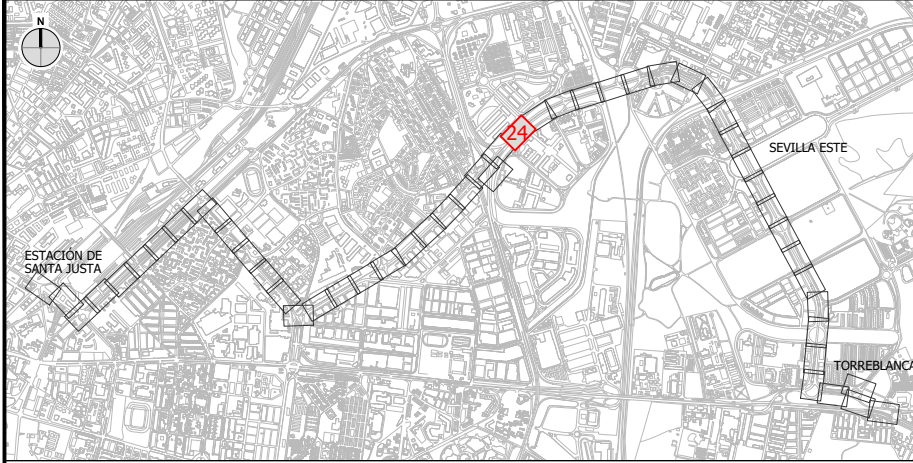 N
24
SEVILLA ESTE
ESTACIÓN DE
SANTA JUSTA
TORREBLANCA